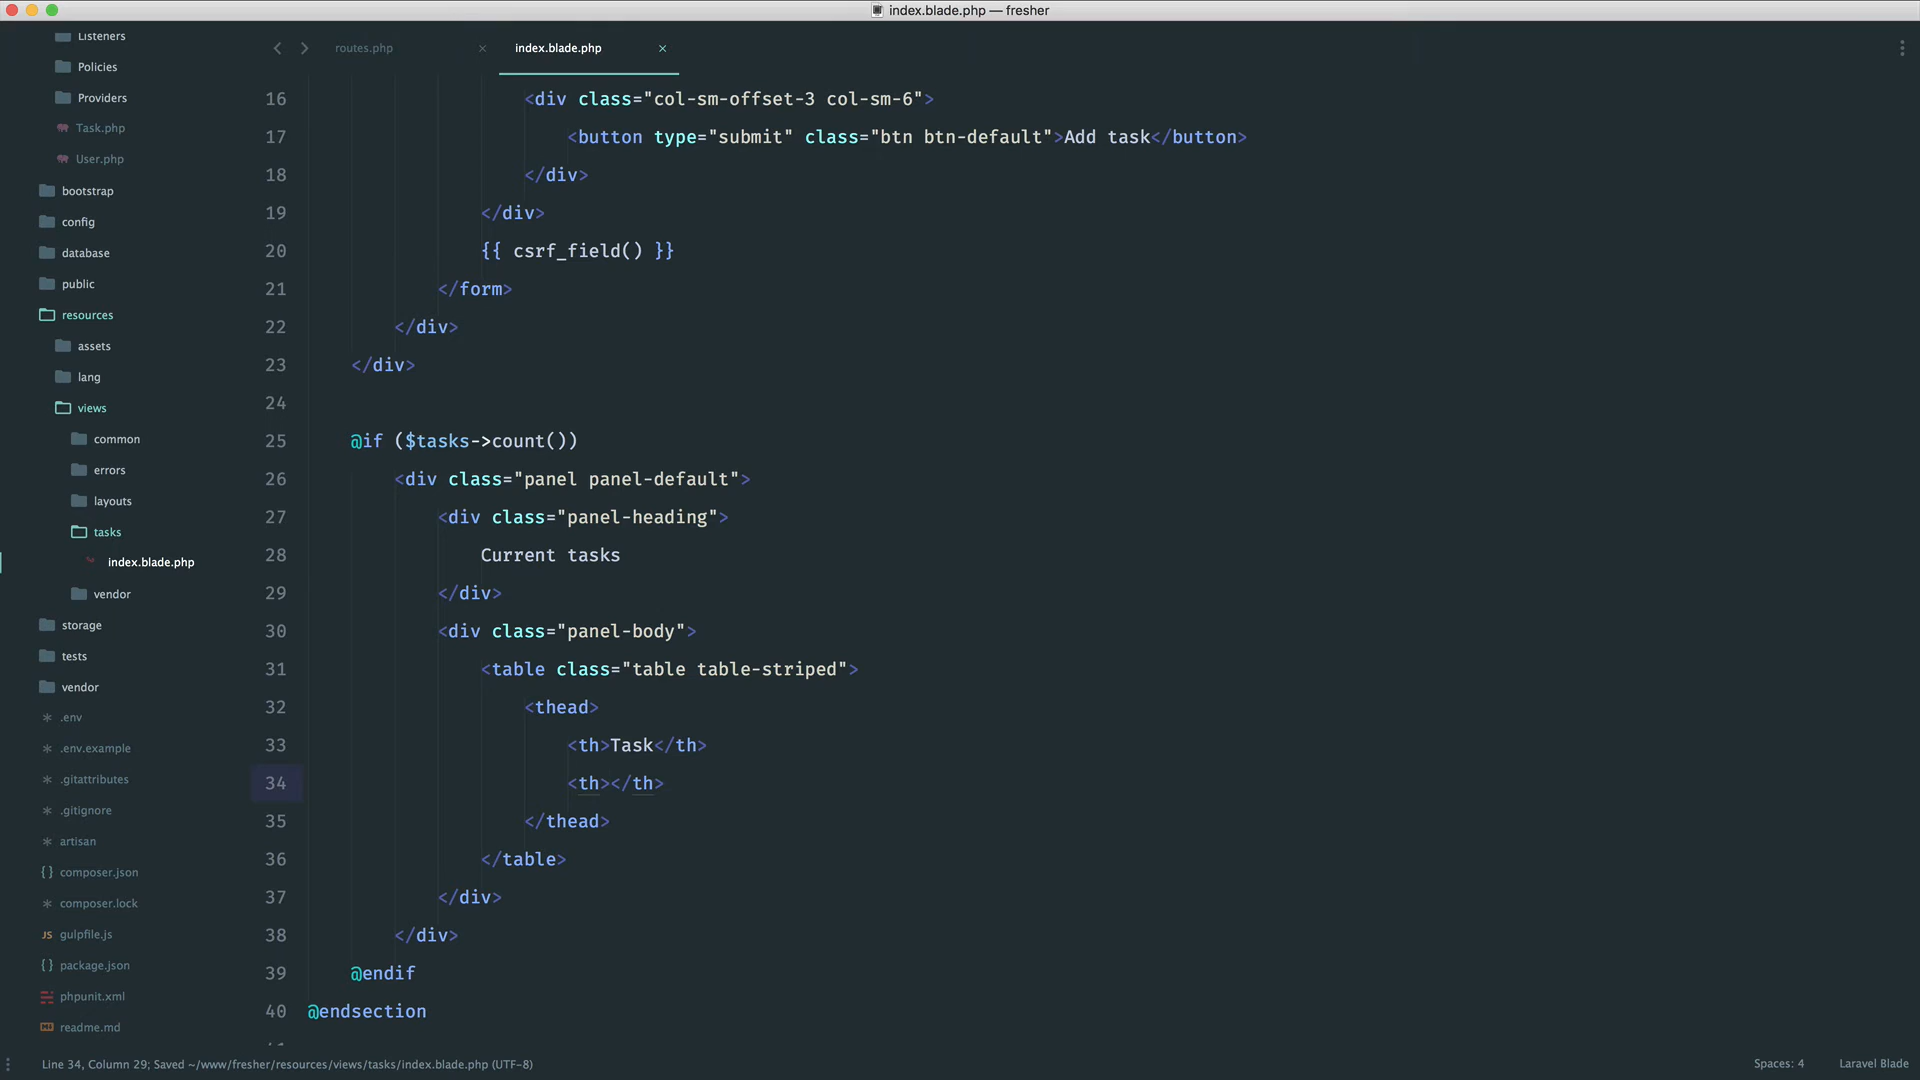 index.blade.php — fresher
Listeners
Policies
Providers
Task.php
User.php
bootstrap
config
database
public
resources
assets
lang
views
common
errors
layouts
tasks
index.blade.php
vendor
storage
tests
vendor
.env
.env.example
.gitattributes
.gitignore
artisan
{} composer.json
composer.lock
JS gulpfile.js
{} package.json
phpunit.xml
readme.md
routes.php ×
index.blade.php ×
16 <div class="col-sm-offset-3 col-sm-6">
17 <button type="submit" class="btn btn-default">Add task</button>
18 </div>
19 </div>
20 {{ csrf_field() }}
21 </form>
22 </div>
23 </div>
24
25 @if ($tasks->count())
26 <div class="panel panel-default">
27 <div class="panel-heading">
28 Current tasks
29 </div>
30 <div class="panel-body">
31 <table class="table table-striped">
32 <thead>
33 <th>Task</th>
34 <th></th>
35 </thead>
36 </table>
37 </div>
38 </div>
39 @endif
40 @endsection
Line 34, Column 29; Saved ~/www/fresher/resources/views/tasks/index.blade.php (UTF-8)
Spaces: 4
Laravel Blade